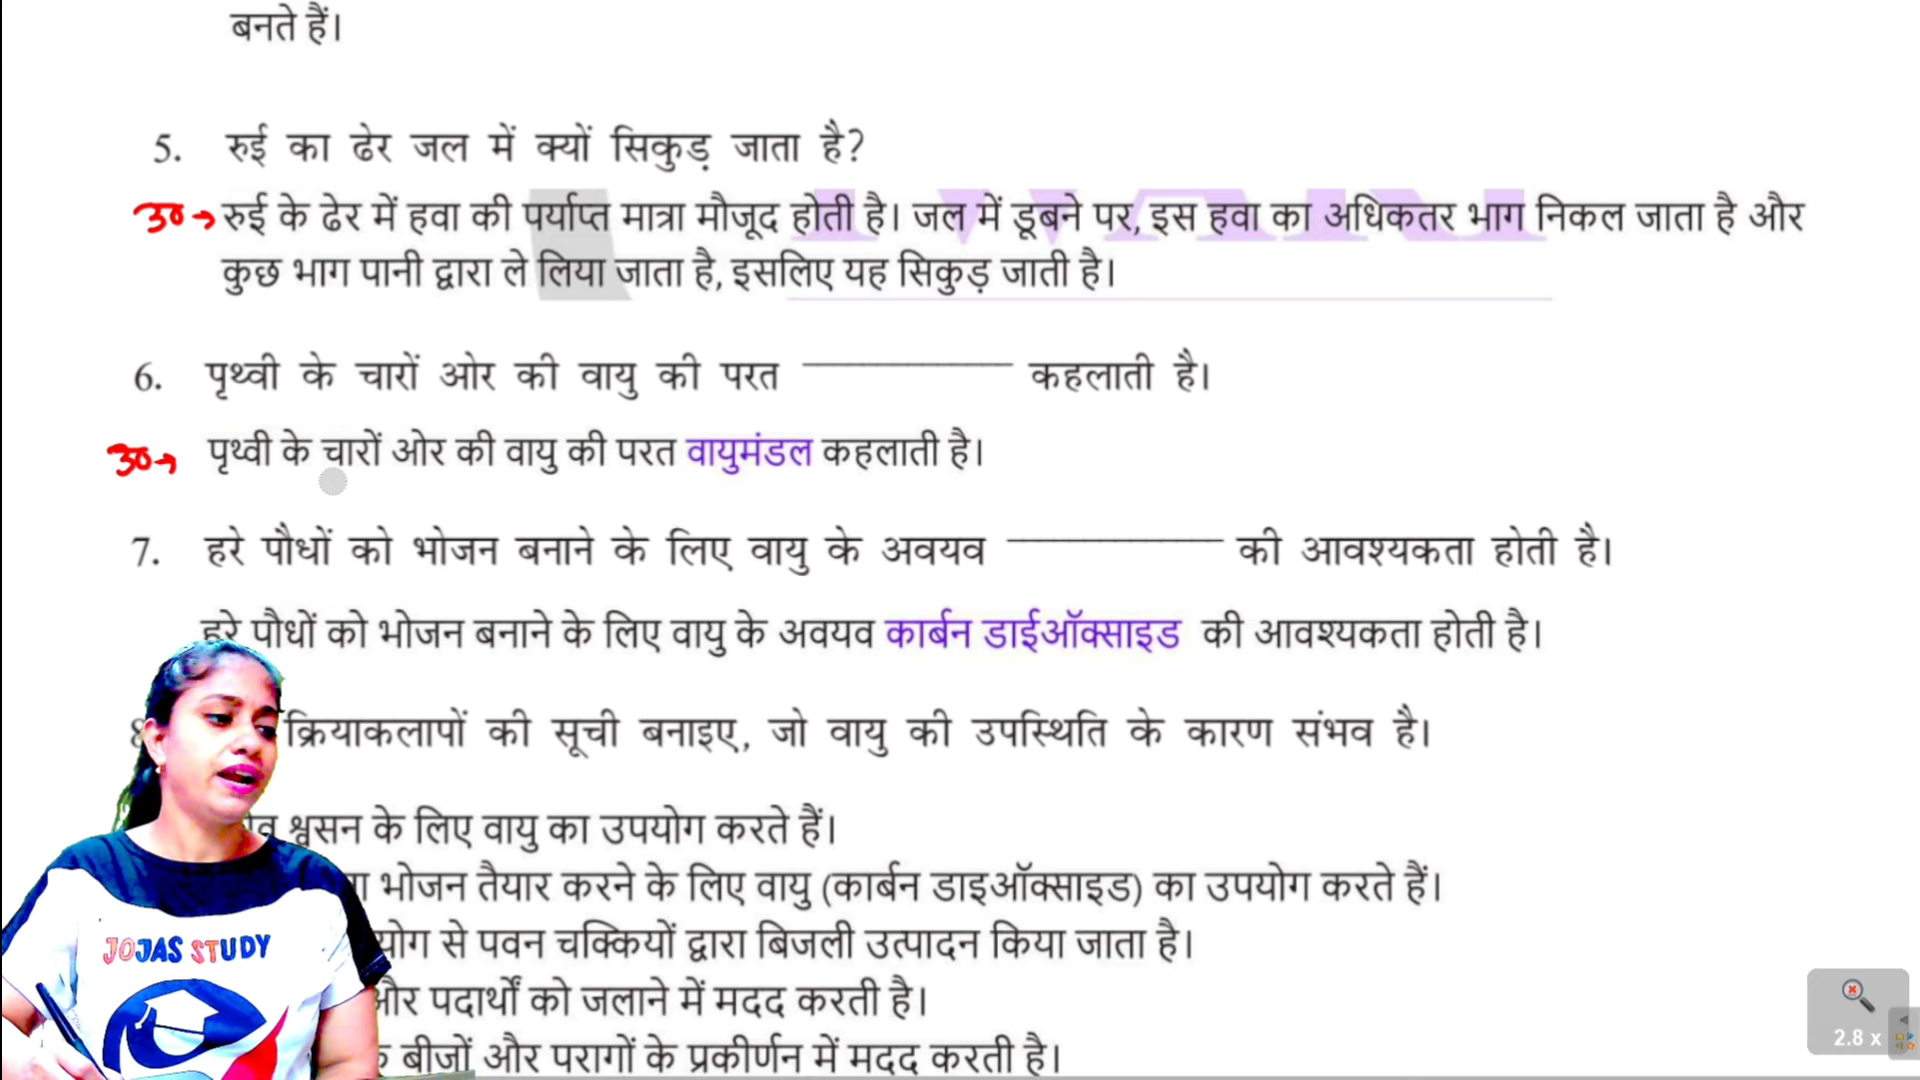 बनते हैं।
5. रुई का ढेर जल में क्यों सिकुड़ जाता है?
उ० → रुई के ढेर में हवा की पर्याप्त मात्रा मौजूद होती है। जल में डूबने पर, इस हवा का अधिकतर भाग निकल जाता है और
कुछ भाग पानी द्वारा ले लिया जाता है, इसलिए यह सिकुड़ जाती है।
6. पृथ्वी के चारों ओर की वायु की परत ____________ कहलाती है।
उ० → पृथ्वी के चारों ओर की वायु की परत वायुमंडल कहलाती है।
7. हरे पौधों को भोजन बनाने के लिए वायु के अवयव ____________ की आवश्यकता होती है।
हरे पौधों को भोजन बनाने के लिए वायु के अवयव कार्बन डाईऑक्साइड की आवश्यकता होती है।
क्रियाकलापों की सूची बनाइए, जो वायु की उपस्थिति के कारण संभव है।
श्वसन के लिए वायु का उपयोग करते हैं।
भोजन तैयार करने के लिए वायु (कार्बन डाइऑक्साइड) का उपयोग करते हैं।
से पवन चक्कियों द्वारा बिजली उत्पादन किया जाता है।
और पदार्थों को जलाने में मदद करती है।
बीजों और परागों के प्रकीर्णन में मदद करती है।
JOJAS STUDY
2.8 x